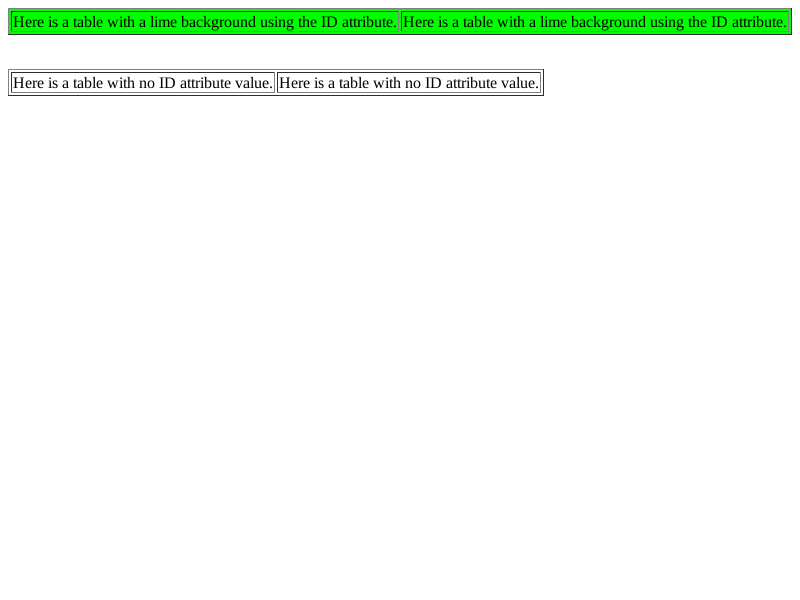 Here is a table with a lime background using the ID attribute. Here is a table with a lime background using the ID attribute.
Here is a table with no ID attribute value. Here is a table with no ID attribute value.